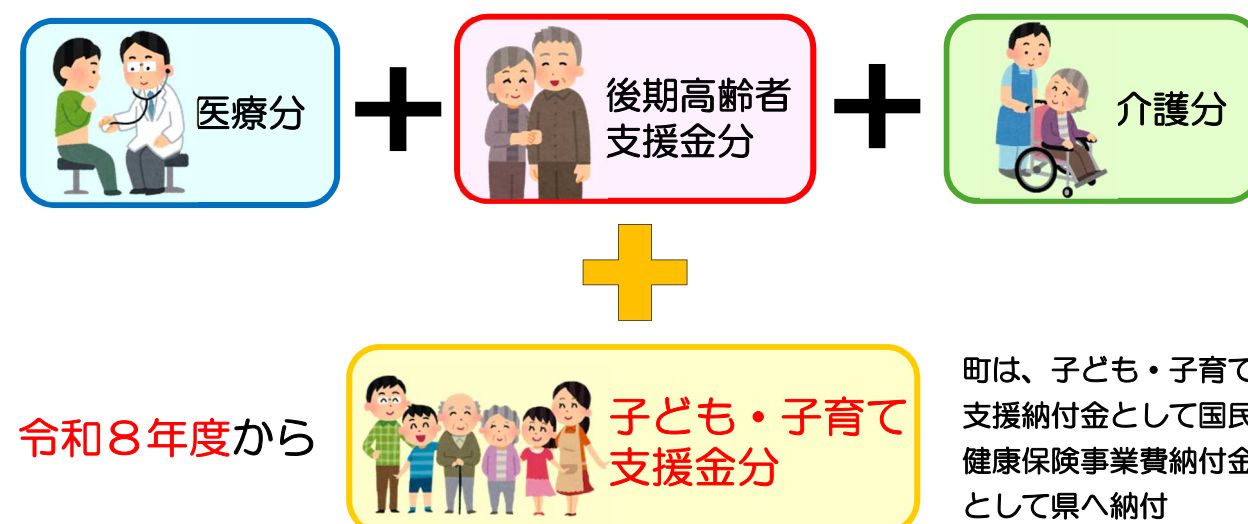 医療分
後期高齢者
支援金分
介護分
令和８年度から
子ども・子育て
支援金分
町は、子ども・子育て
支援納付金として国民
健康保険事業費納付金
として県へ納付